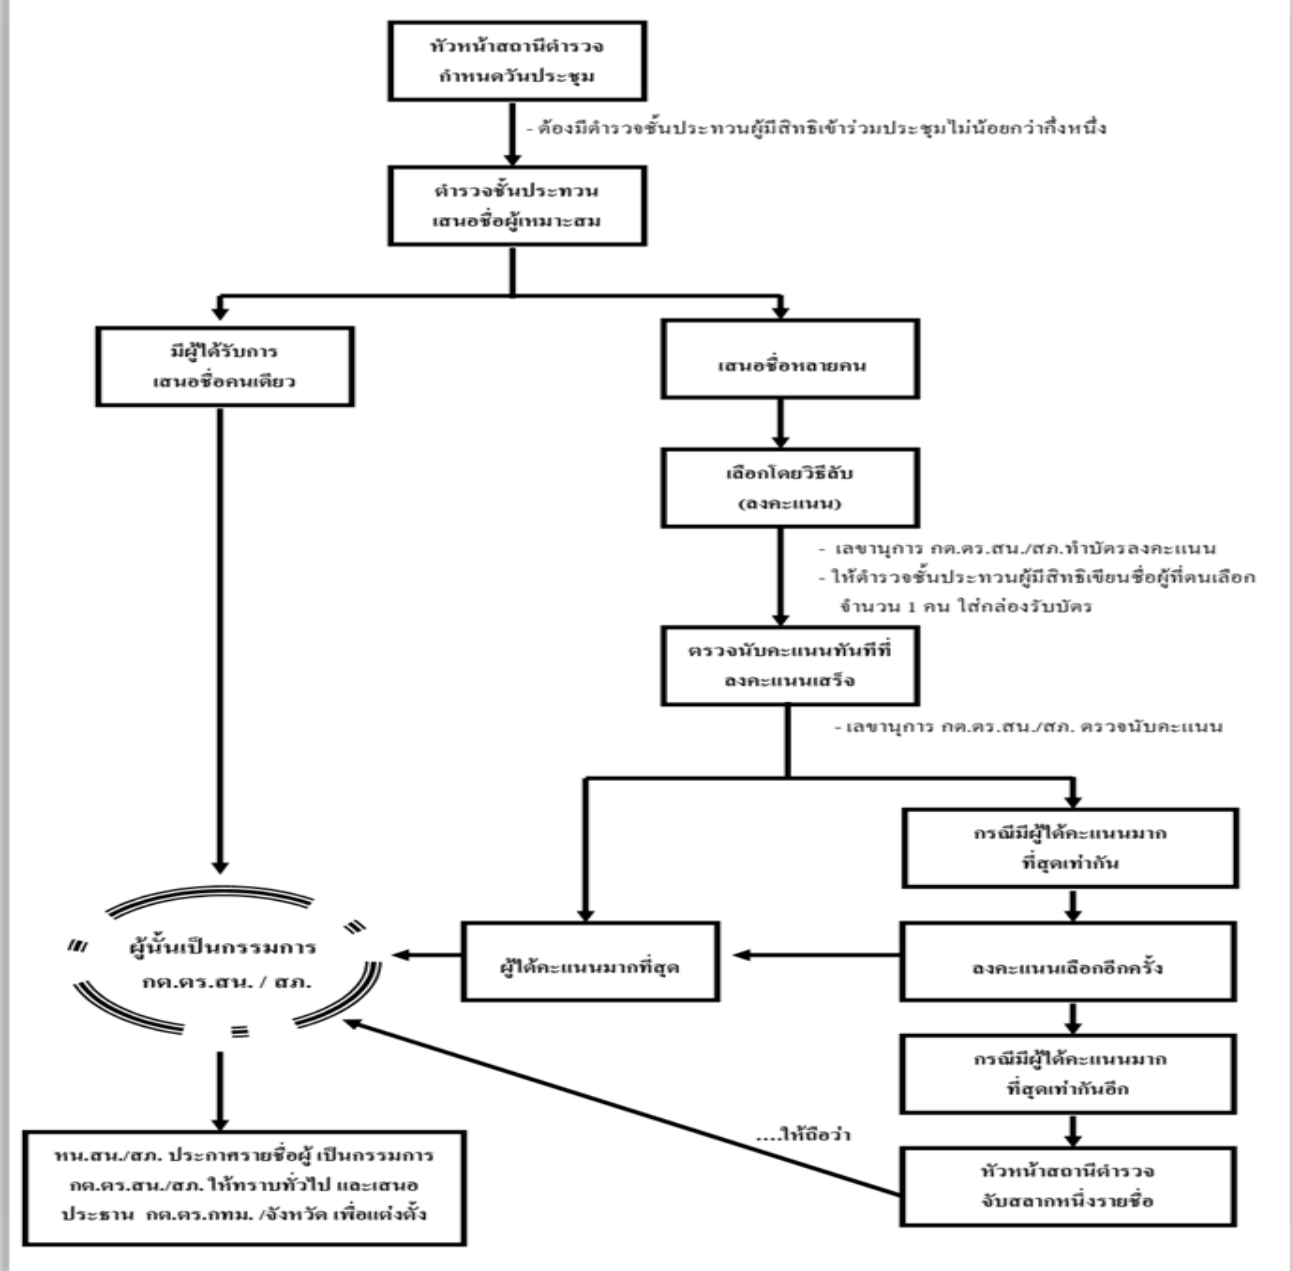 หัวหน้าสถานีตำรวจ
กำหนดวันประชุม
- ต้องมีตำรวจชั้นประทวนผู้มีสิทธิเข้าร่วมประชุมไม่น้อยกว่ากึ่งหนึ่ง
ตำรวจชั้นประทวน
เสนอชื่อผู้เหมาะสม
มีผู้ได้รับการ
เสนอชื่อคนเดียว
เสนอชื่อหลายคน
เลือกโดยวิธีลับ
(ลงคะแนน)
- เลขานุการ กต.ตร.สน./สภ.ทำบัตรลงคะแนน
- ให้ตำรวจชั้นประทวนผู้มีสิทธิเขียนชื่อผู้ที่ตนเลือก
จำนวน 1 คน ใส่กล่องรับบัตร
ตรวจนับคะแนนทันทีที่
ลงคะแนนเสร็จ
- เลขานุการ กต.ตร.สน./สภ. ตรวจนับคะแนน
กรณีมีผู้ได้คะแนนมาก
ที่สุดเท่ากัน
ผู้นั้นเป็นกรรมการ
กต.ตร.สน. / สภ.
ผู้ได้คะแนนมากที่สุด
ลงคะแนนเลือกอีกครั้ง
กรณีมีผู้ได้คะแนนมาก
ที่สุดเท่ากันอีก
....ให้ถือว่า
หัวหน้าสถานีตำรวจ
จับสลากหนึ่งรายชื่อ
หน.สน./สภ. ประกาศรายชื่อผู้ เป็นกรรมการ
กต.ตร.สน./สภ. ให้ทราบทั่วไป และเสนอ
ประธาน กต.ตร.กทม. /จังหวัด เพื่อแต่งตั้ง